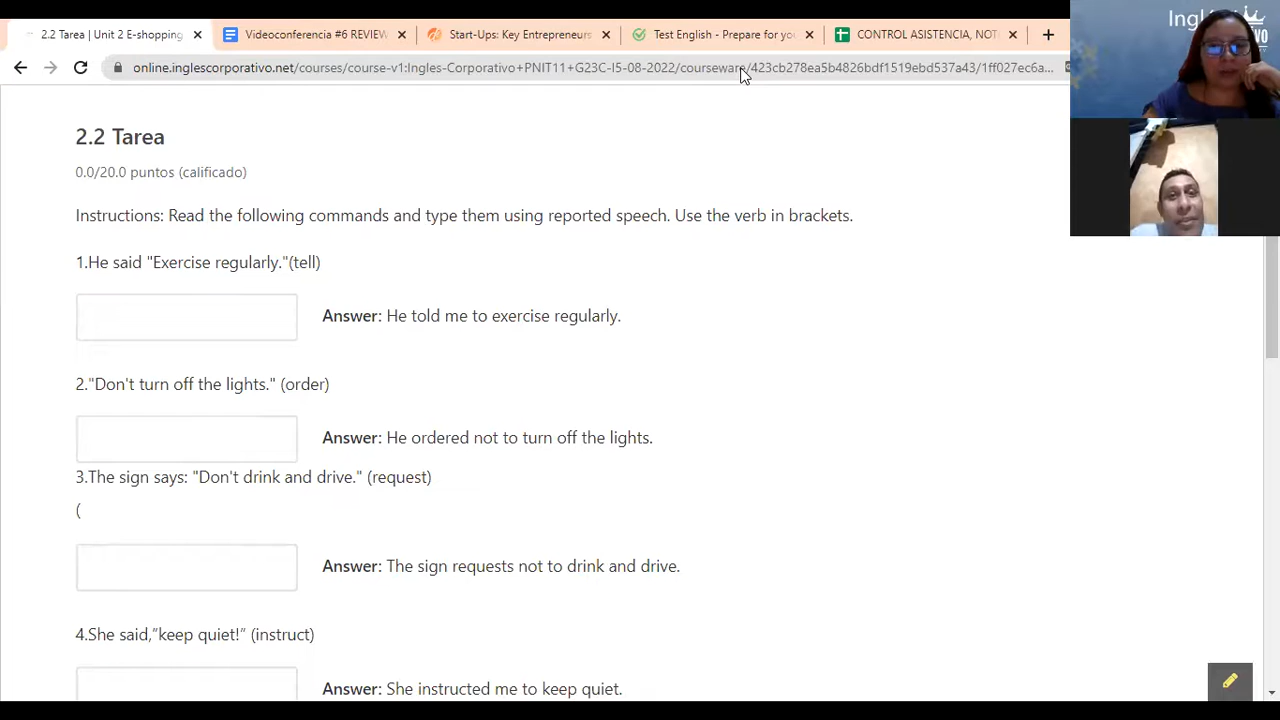 2.2 Tarea | Unit 2 E-shopping
Videoconferencia #6 REVIEW
Start-Ups: Key Entrepreneurs
Test English - Prepare for you
CONTROL ASISTENCIA, NOT
online.inglescorporativo.net/courses/course-v1:Ingles-Corporativo+PNIT11+G23C-I5-08-2022/courseware/423cb278ea5b4826bdf1519ebd537a43/1ff027ec6a...
2.2 Tarea
0.0/20.0 puntos (calificado)
Instructions: Read the following commands and type them using reported speech. Use the verb in brackets.
1.He said "Exercise regularly."(tell)
Answer: He told me to exercise regularly.
2."Don't turn off the lights." (order)
Answer: He ordered not to turn off the lights.
3.The sign says: "Don't drink and drive." (request)
(
Answer: The sign requests not to drink and drive.
4.She said,”keep quiet!” (instruct)
Answer: She instructed me to keep quiet.